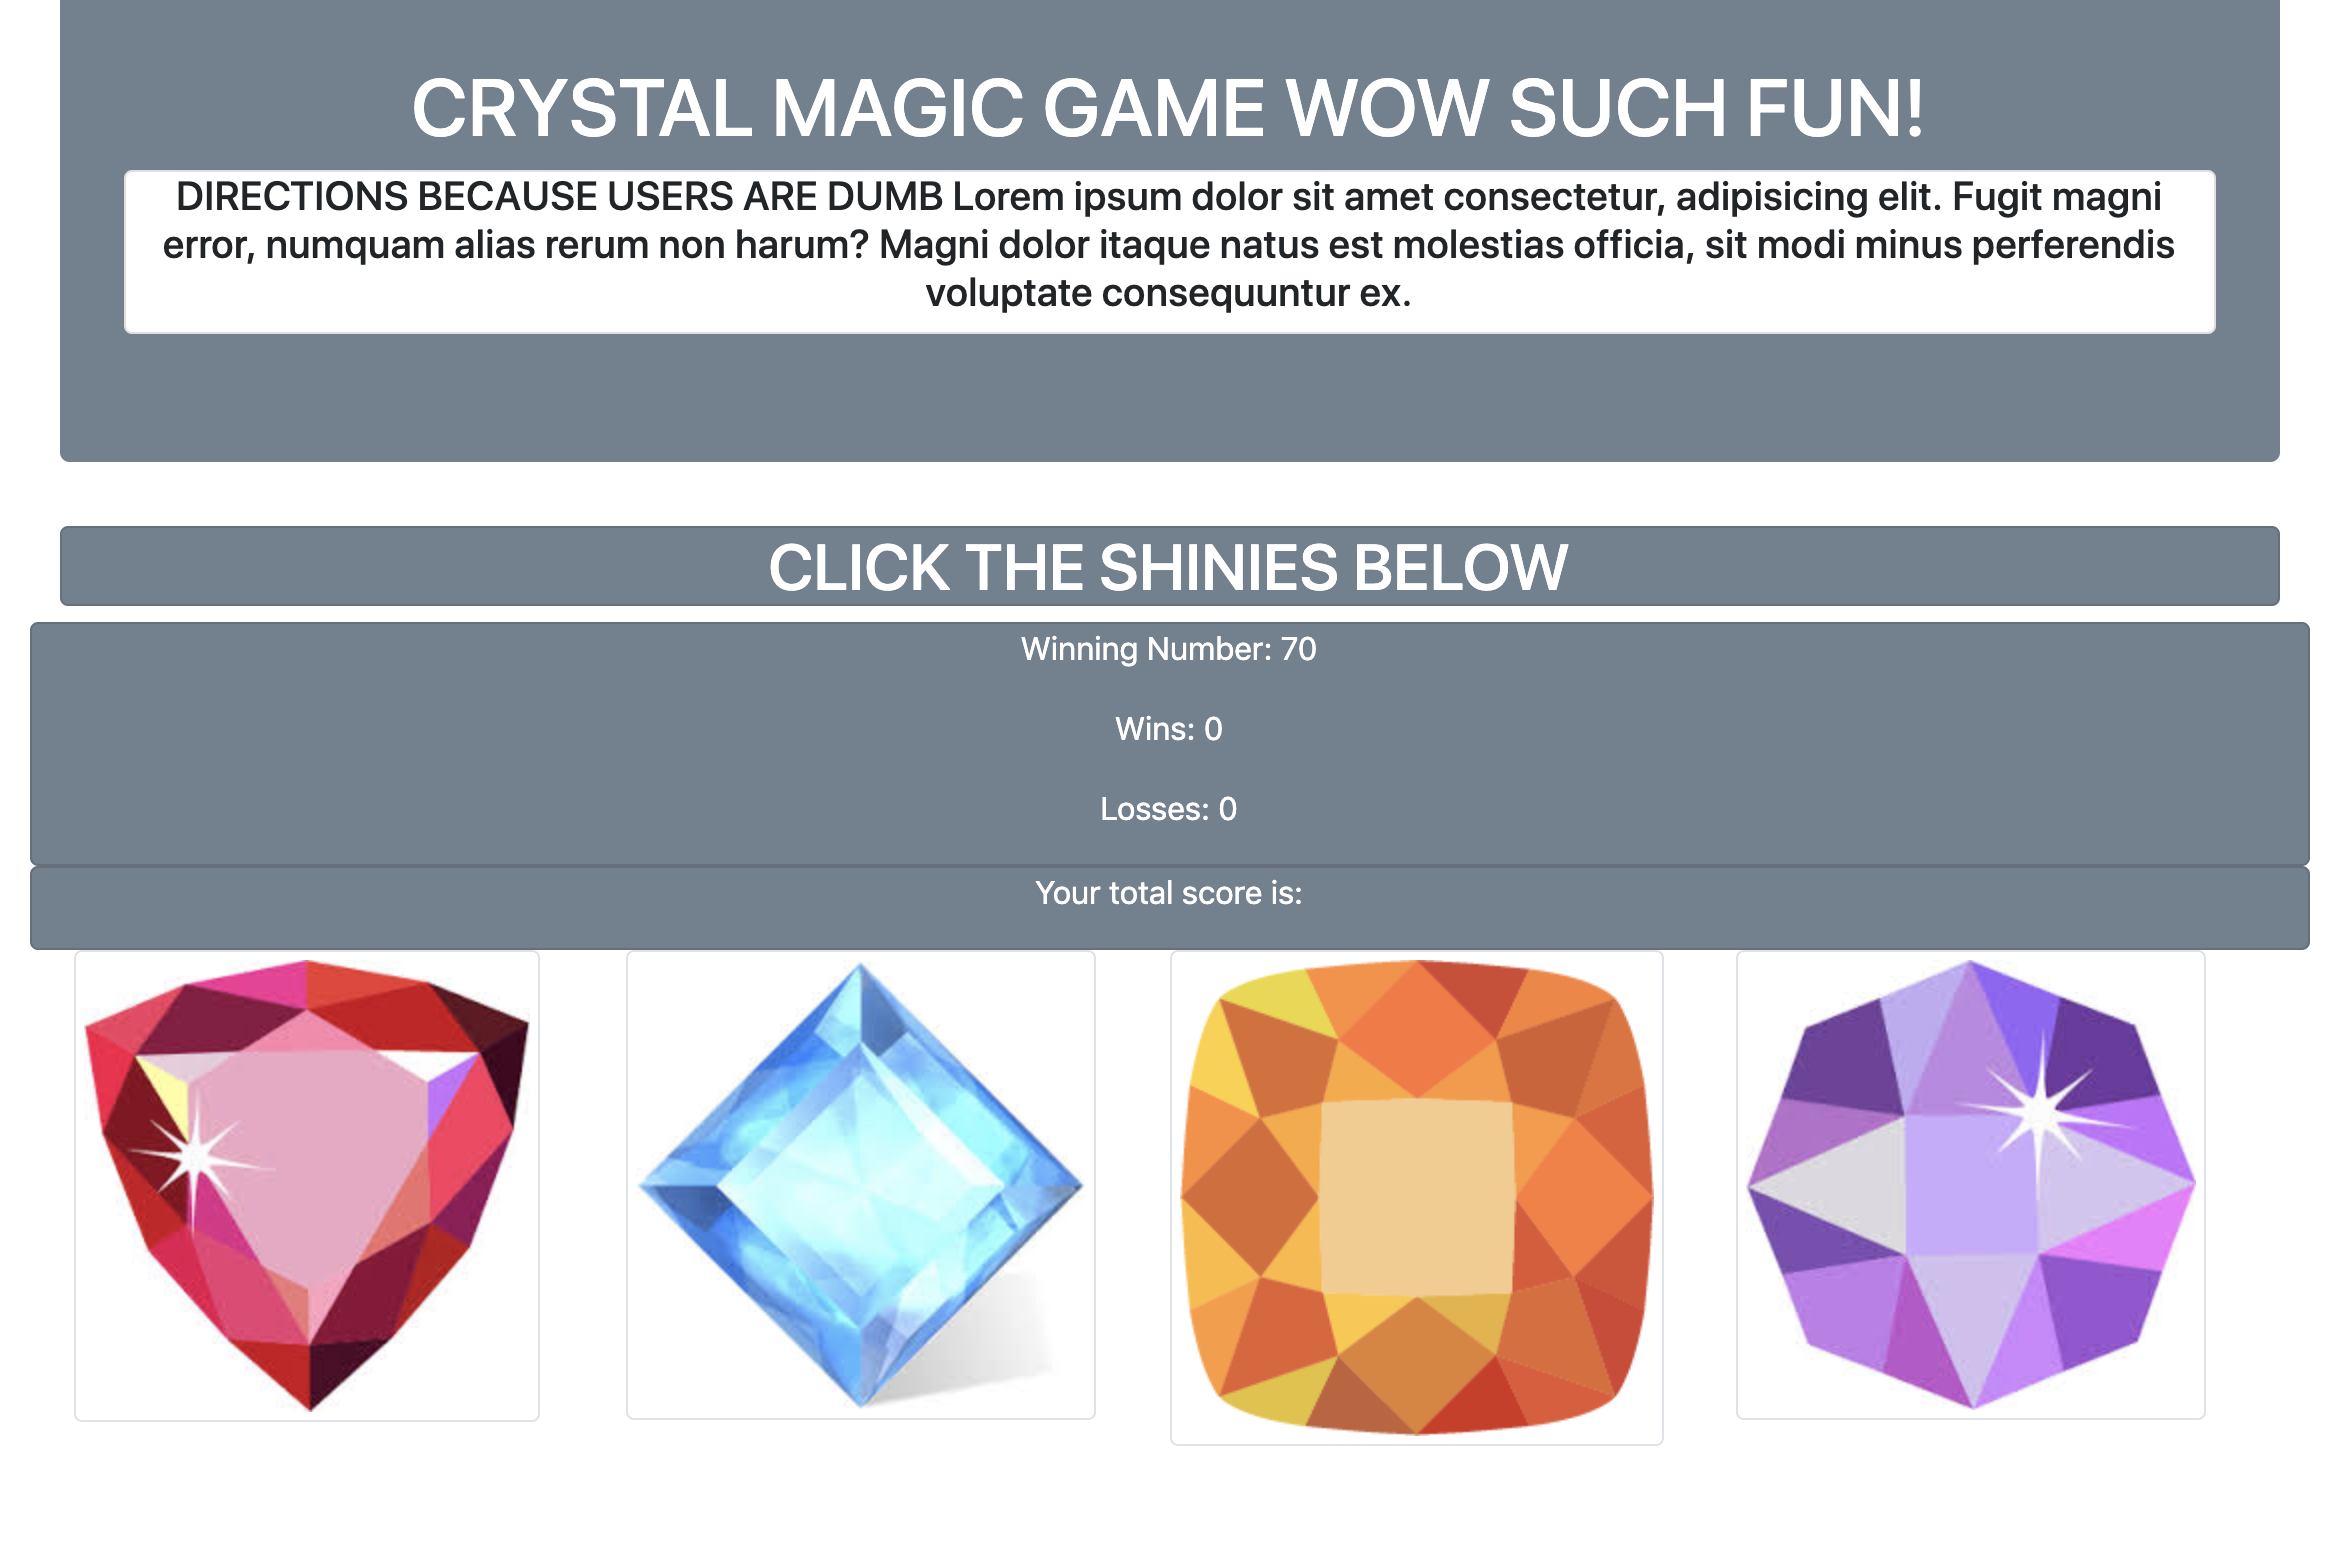 CRYSTAL MAGIC GAME WOW SUCH FUN!
DIRECTIONS BECAUSE USERS ARE DUMB Lorem ipsum dolor sit amet consectetur, adipisicing elit. Fugit magni
error, numquam alias rerum non harum? Magni dolor itaque natus est molestias officia, sit modi minus perferendis
voluptate consequuntur ex.
CLICK THE SHINIES BELOW
Winning Number: 70
Wins: 0
Losses: 0
Your total score is: